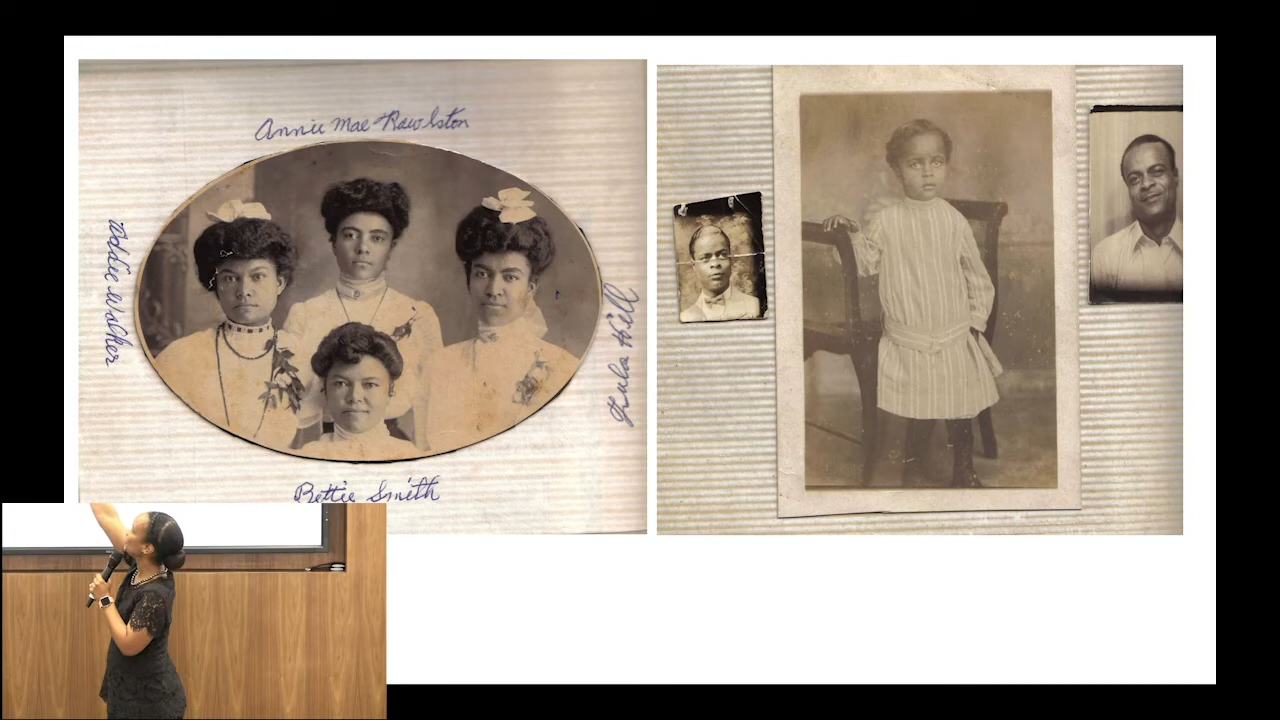 Annie Mae Rawlston
Addie Walker
Lula Hill
Bettie Smith